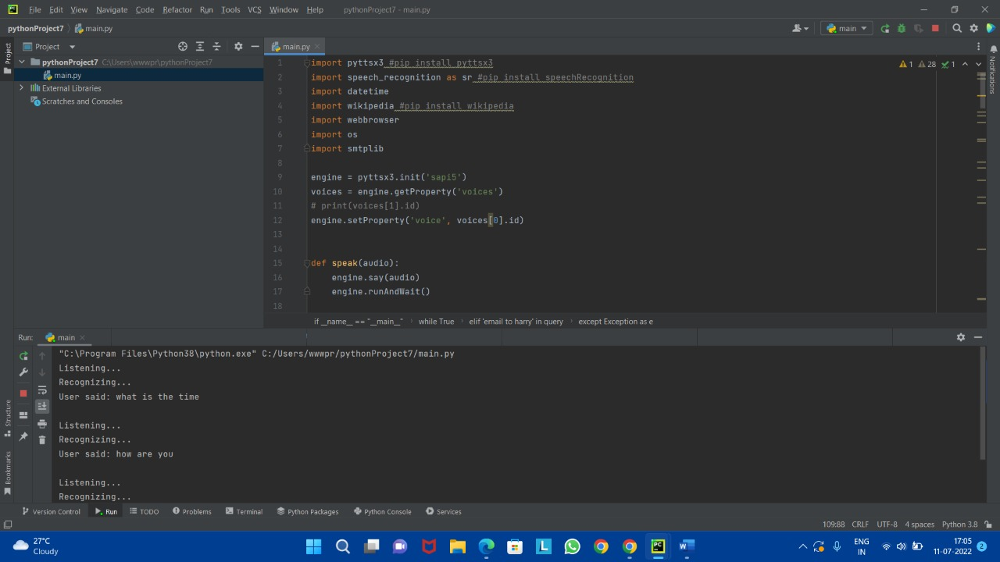 File Edit View Navigate Code Refactor Run Tools VCS Window Help pythonProject7 - main.py
pythonProject7 › main.py
main
Project
main.py
pythonProject7 C:\Users\wwwpr\pythonProject7
main.py
External Libraries
Scratches and Consoles
Project
Notifications
1 28 1
1 import pyttsx3 #pip install pyttsx3
2 import speech_recognition as sr #pip install speechRecognition
3 import datetime
4 import wikipedia #pip install wikipedia
5 import webbrowser
6 import os
7 import smtplib
8
9 engine = pyttsx3.init('sapi5')
10 voices = engine.getProperty('voices')
11 # print(voices[1].id)
12 engine.setProperty('voice', voices[0].id)
13
14
15 def speak(audio):
16 engine.say(audio)
17 engine.runAndWait()
18
if __name__ == "__main__" › while True › elif 'email to harry' in query › except Exception as e
Run: main
"C:\Program Files\Python38\python.exe" C:/Users/wwwpr/pythonProject7/main.py
Listening...
Recognizing...
User said: what is the time
Listening...
Recognizing...
User said: how are you
Listening...
Recognizing...
Structure
Bookmarks
Version Control Run TODO Problems Terminal Python Packages Python Console Services
109:88 CRLF UTF-8 4 spaces Python 3.8
27°C
Cloudy
ENG
IN
17:05
11-07-2022
2